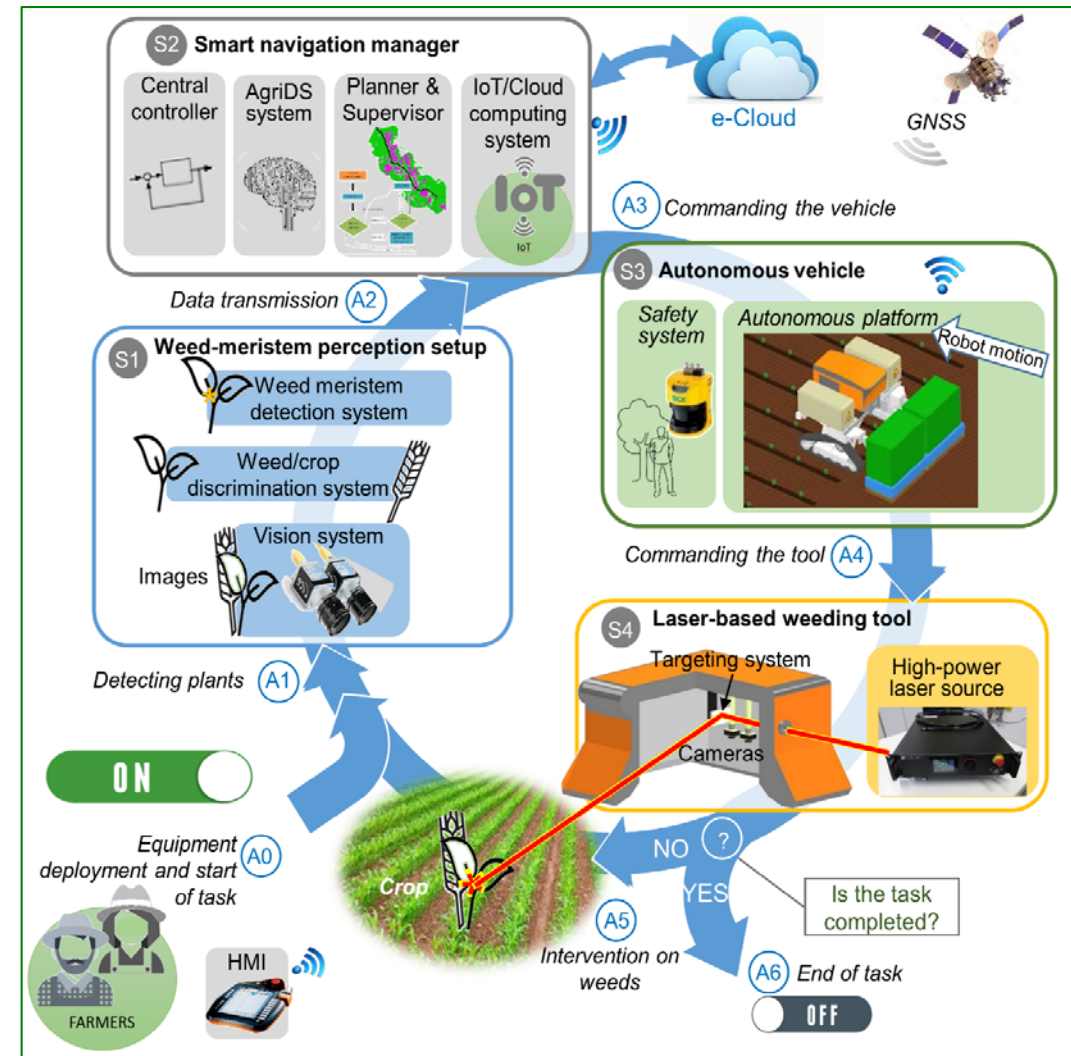 S2 Smart navigation manager
Central
controller
AgriDS
system
Planner &
Supervisor
IoT/Cloud
computing
system
IoT
IoT
e-Cloud
GNSS
A3 Commanding the vehicle
Data transmission A2
S3 Autonomous vehicle
Safety
system
Autonomous platform
Robot motion
SICK
S1 Weed-meristem perception setup
Weed meristem
detection system
Weed/crop
discrimination system
Vision system
Images
Commanding the tool A4
S4 Laser-based weeding tool
Targeting system
High-power
laser source
Cameras
Detecting plants A1
ON
Equipment
deployment and start
of task
A0
Crop
NO ?
YES
Is the task
completed?
A5
Intervention on
weeds
A6 End of task
OFF
HMI
FARMERS